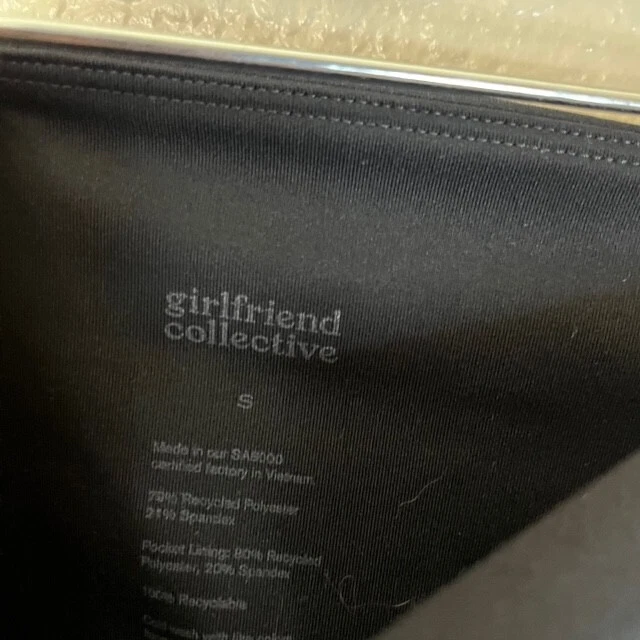 girlfriend
collective
S
Made in our SA8000
certified factory in Vietnam
79% Recycled Polyester
21% Spandex
Pocket Linings 80% Recycled
Polyester, 20% Spandex
100% Recyclable